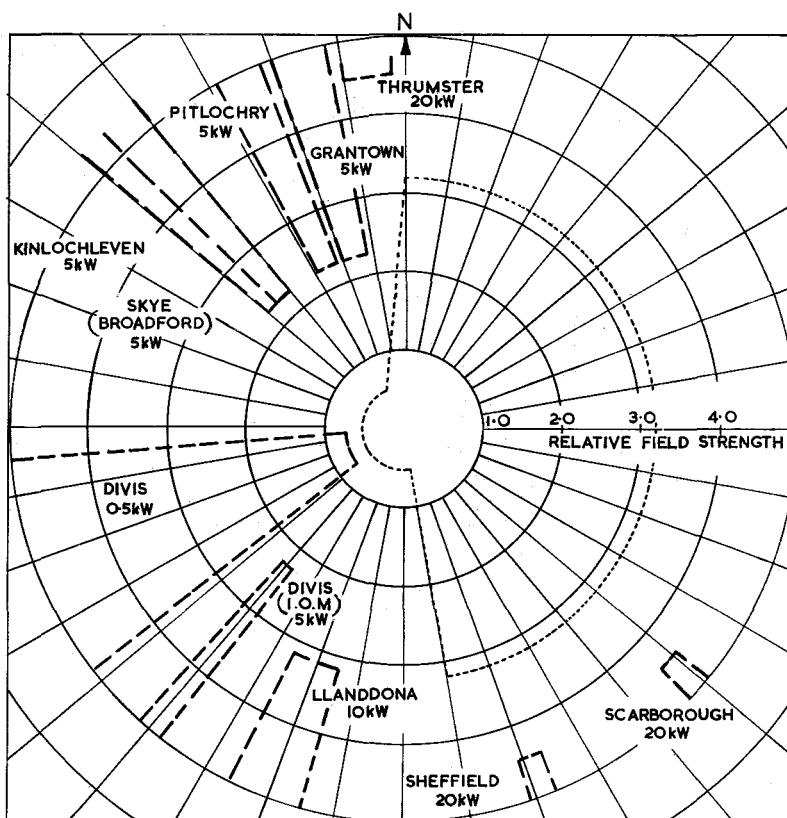 N
THRUMSTER
20kW
PITLOCHRY
5kW
GRANTOWN
5kW
KINLOCHLEVEN
5kW
SKYE
(BROADFORD)
5kW
1·0 2·0 3·0 4·0
RELATIVE FIELD STRENGTH
DIVIS
0·5kW
DIVIS
(I.O.M)
5kW
LLANDDONA
10kW
SCARBOROUGH
20kW
SHEFFIELD
20kW